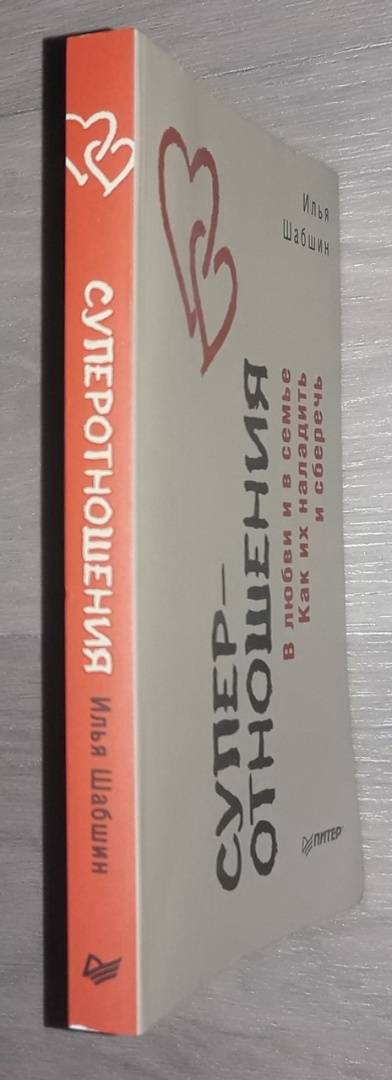 СУПЕРОТНОШЕНИЯ
Илья Шабшин
Илья
Шабшин
СУПЕР-
ОТНОШЕНИЯ
В любви и в семье
Как их наладить
и сберечь
ПИТЕР